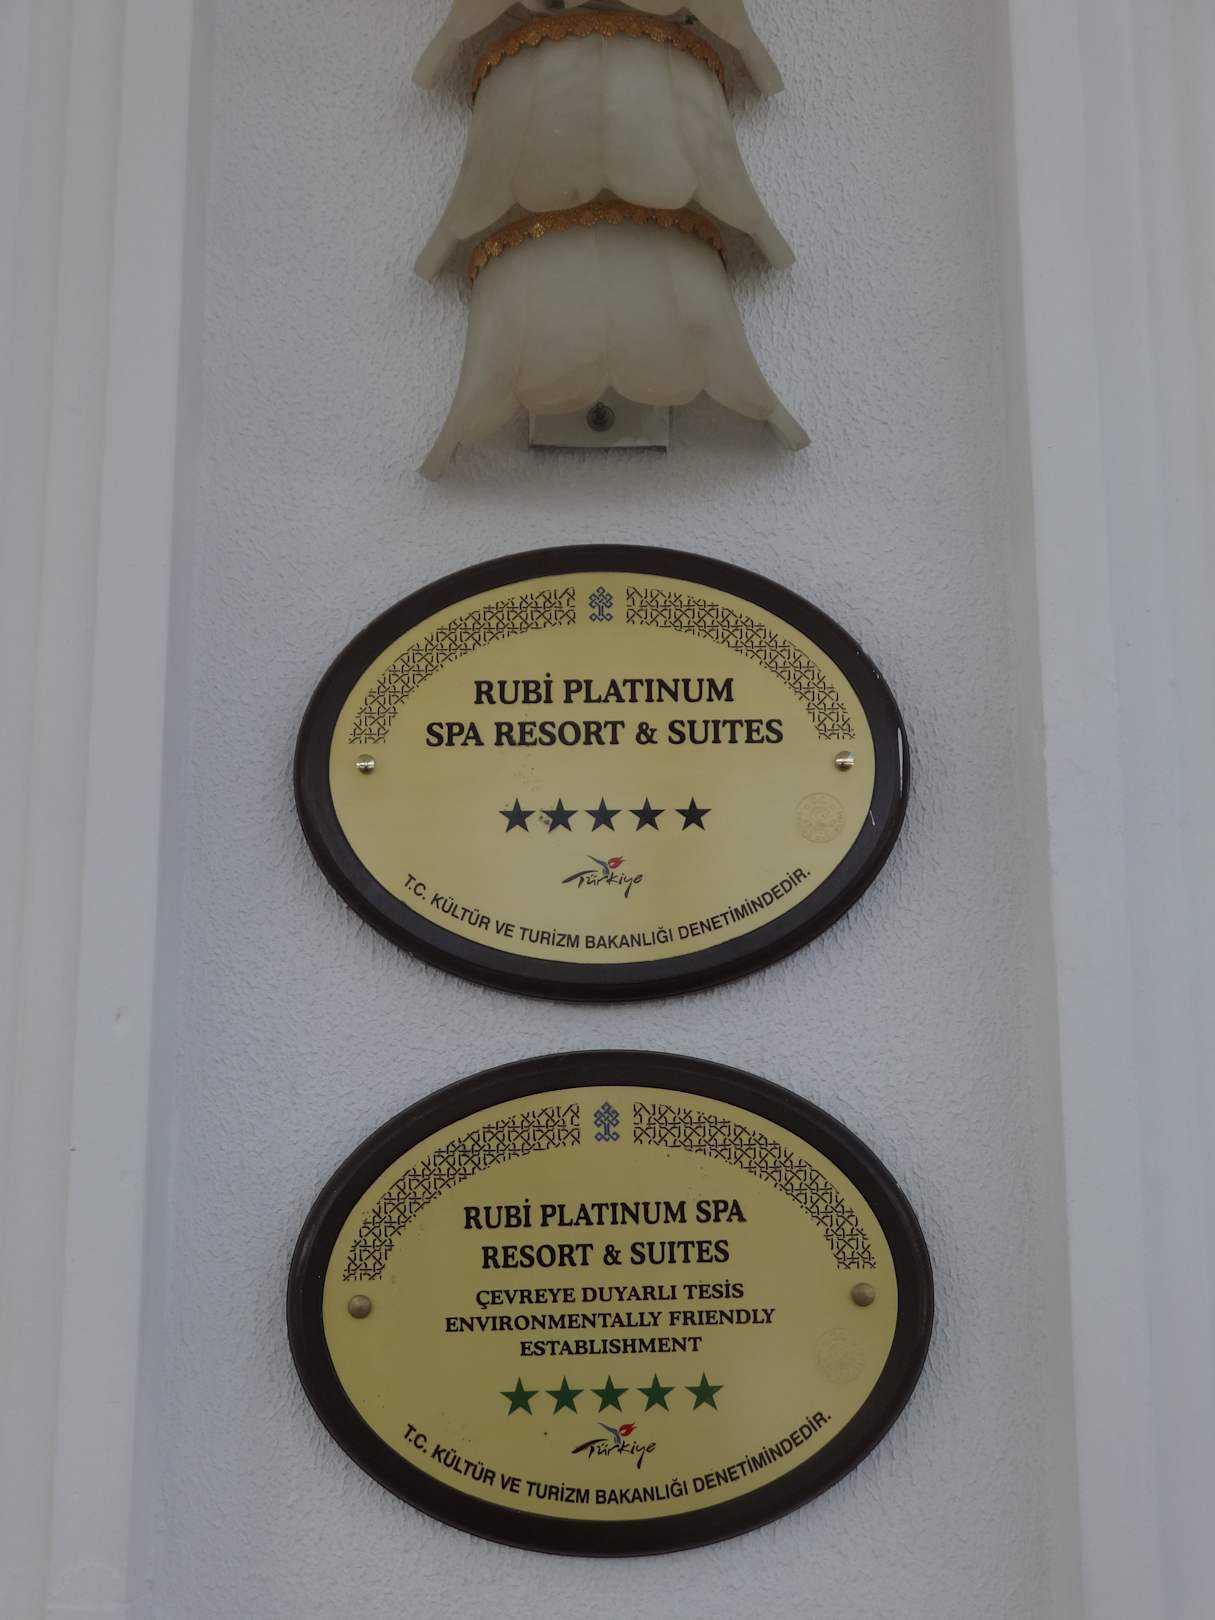 RUBİ PLATINUM
SPA RESORT & SUITES
Türkiye
T.C. KÜLTÜR VE TURİZM BAKANLIĞI DENETİMİNDEDİR.
RUBİ PLATINUM SPA
RESORT & SUITES
ÇEVREYE DUYARLI TESİS
ENVIRONMENTALLY FRIENDLY
ESTABLISHMENT
Türkiye
T.C. KÜLTÜR VE TURİZM BAKANLIĞI DENETİMİNDEDİR.